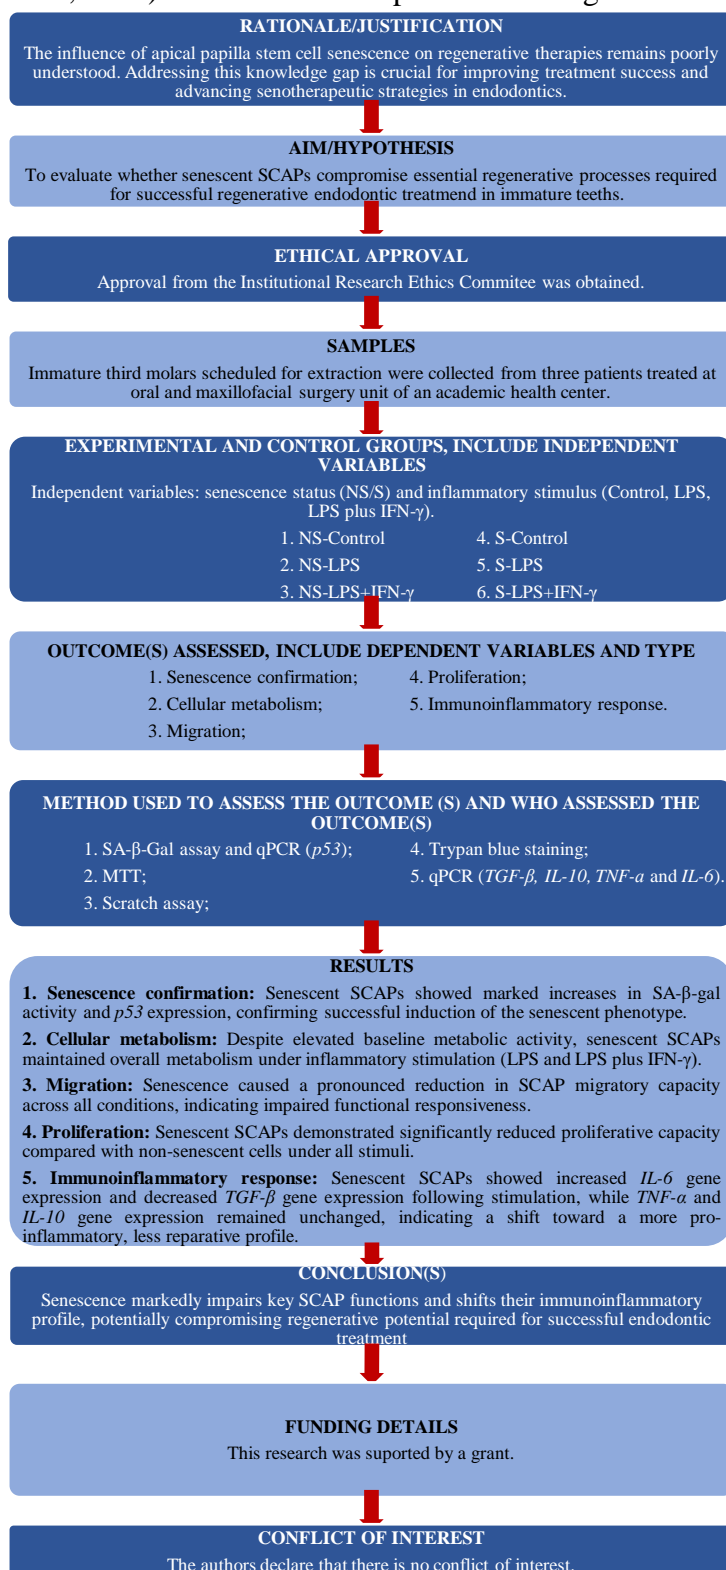 RATIONALE/JUSTIFICATION
The influence of apical papilla stem cell senescence on regenerative therapies remains poorly
understood. Addressing this knowledge gap is crucial for improving treatment success and
advancing senotherapeutic strategies in endodontics.
AIM/HYPOTHESIS
To evaluate whether senescent SCAPs compromise essential regenerative processes required
for successful regenerative endodontic treatmend in immature teeths.
ETHICAL APPROVAL
Approval from the Institutional Research Ethics Commitee was obtained.
SAMPLES
Immature third molars scheduled for extraction were collected from three patients treated at
oral and maxillofacial surgery unit of an academic health center.
EXPERIMENTAL AND CONTROL GROUPS, INCLUDE INDEPENDENT
VARIABLES
Independent variables: senescence status (NS/S) and inflammatory stimulus (Control, LPS,
LPS plus IFN-γ).
1. NS-Control
2. NS-LPS
3. NS-LPS+IFN-γ
4. S-Control
5. S-LPS
6. S-LPS+IFN-γ
OUTCOME(S) ASSESSED, INCLUDE DEPENDENT VARIABLES AND TYPE
1. Senescence confirmation;
2. Cellular metabolism;
3. Migration;
4. Proliferation;
5. Immunoinflammatory response.
METHOD USED TO ASSESS THE OUTCOME (S) AND WHO ASSESSED THE
OUTCOME(S)
1. SA-β-Gal assay and qPCR (p53);
2. MTT;
3. Scratch assay;
4. Trypan blue staining;
5. qPCR (TGF-β, IL-10, TNF-a and IL-6).
RESULTS
1. Senescence confirmation: Senescent SCAPs showed marked increases in SA-β-gal
activity and p53 expression, confirming successful induction of the senescent phenotype.
2. Cellular metabolism: Despite elevated baseline metabolic activity, senescent SCAPs
maintained overall metabolism under inflammatory stimulation (LPS and LPS plus IFN-γ).
3. Migration: Senescence caused a pronounced reduction in SCAP migratory capacity
across all conditions, indicating impaired functional responsiveness.
4. Proliferation: Senescent SCAPs demonstrated significantly reduced proliferative capacity
compared with non-senescent cells under all stimuli.
5. Immunoinflammatory response: Senescent SCAPs showed increased IL-6 gene
expression and decreased TGF-β gene expression following stimulation, while TNF-α and
IL-10 gene expression remained unchanged, indicating a shift toward a more pro-
inflammatory, less reparative profile.
CONCLUSION(S)
Senescence markedly impairs key SCAP functions and shifts their immunoinflammatory
profile, potentially compromising regenerative potential required for successful endodontic
treatment
FUNDING DETAILS
This research was suported by a grant.
CONFLICT OF INTEREST
The authors declare that there is no conflict of interest.